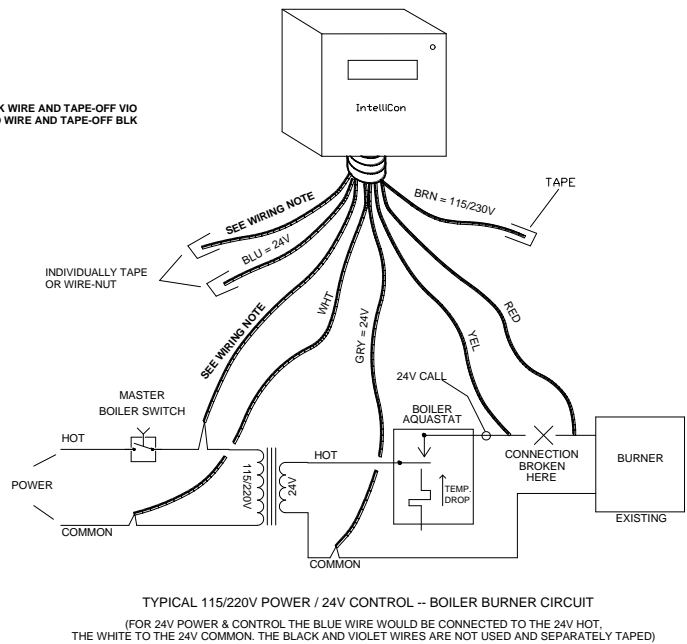 IntelliCon
K WIRE AND TAPE-OFF VIO
WIRE AND TAPE-OFF BLK
SEE WIRING NOTE
BLU = 24V
BRN = 115/230V
TAPE
INDIVIDUALLY TAPE
OR WIRE-NUT
SEE WIRING NOTE
WHT
GRY = 24V
YEL
RED
24V CALL
MASTER
BOILER SWITCH
BOILER
AQUASTAT
HOT
POWER
COMMON
115/220V
24V
HOT
TEMP.
DROP
CONNECTION
BROKEN
HERE
BURNER
EXISTING
COMMON
TYPICAL 115/220V POWER / 24V CONTROL -- BOILER BURNER CIRCUIT
(FOR 24V POWER & CONTROL THE BLUE WIRE WOULD BE CONNECTED TO THE 24V HOT,
THE WHITE TO THE 24V COMMON. THE BLACK AND VIOLET WIRES ARE NOT USED AND SEPARATELY TAPED)